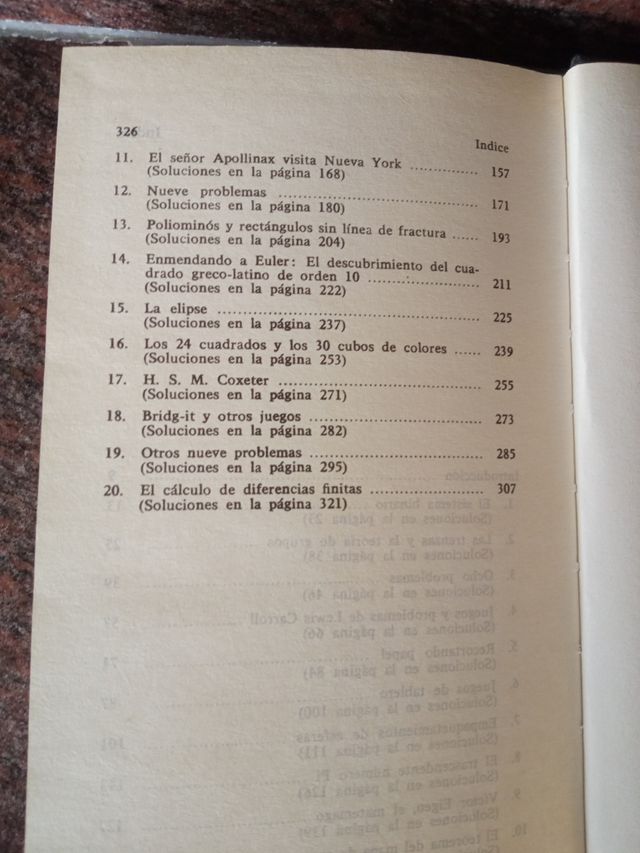 326
Indice
11. El señor Apollinax visita Nueva York .................. 157
(Soluciones en la página 168)
12. Nueve problemas .................. 171
(Soluciones en la página 180)
13. Poliominós y rectángulos sin línea de fractura ...... 193
(Soluciones en la página 204)
14. Enmendando a Euler: El descubrimiento del cua-
drado greco-latino de orden 10 .................. 211
(Soluciones en la página 222)
15. La elipse .................. 225
(Soluciones en la página 237)
16. Los 24 cuadrados y los 30 cubos de colores ...... 239
(Soluciones en la página 253)
17. H. S. M. Coxeter .................. 255
(Soluciones en la página 271)
18. Bridg-it y otros juegos .................. 273
(Soluciones en la página 282)
19. Otros nueve problemas .................. 285
(Soluciones en la página 295)
20. El cálculo de diferencias finitas .................. 307
(Soluciones en la página 321)